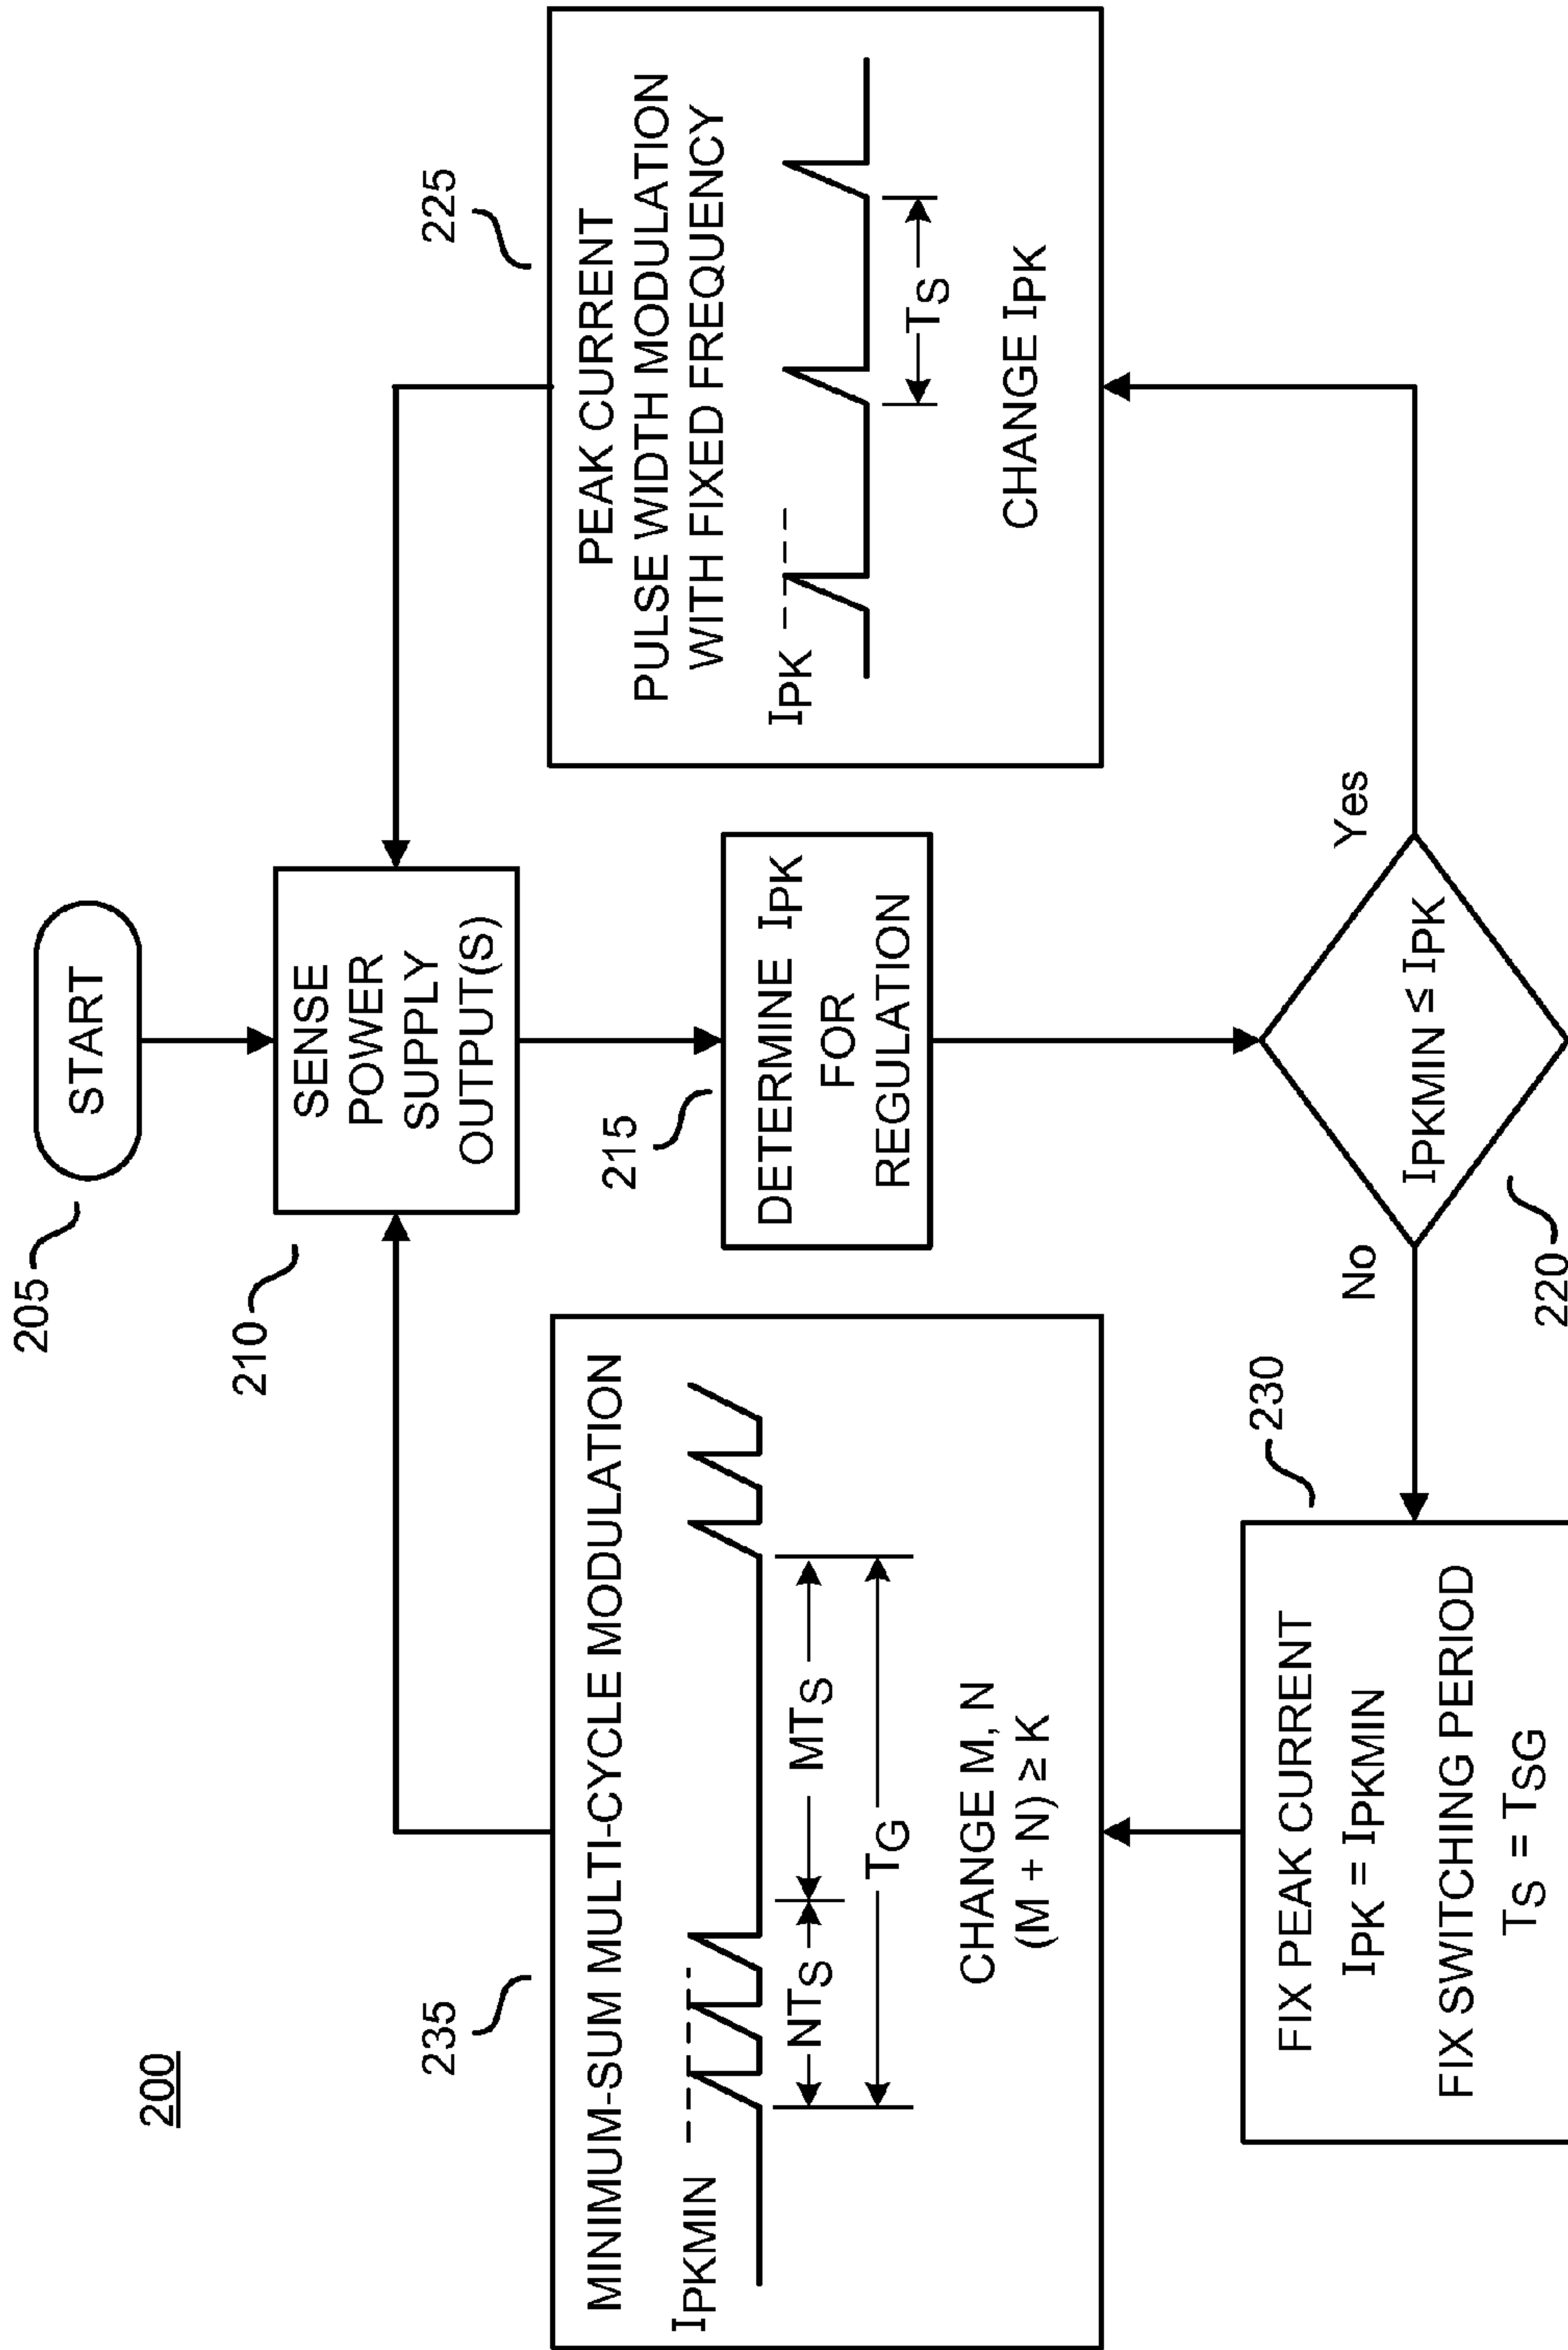 200
205
START
210
SENSE
POWER
SUPPLY
OUTPUT(S)
215
DETERMINE IPK
FOR
REGULATION
220
IPKMIN ≤ IPK
Yes
No
225
PEAK CURRENT
PULSE WIDTH MODULATION
WITH FIXED FREQUENCY
IPK
TS
CHANGE IPK
230
FIX PEAK CURRENT
IPK = IPKMIN
FIX SWITCHING PERIOD
TS = TSG
235
MINIMUM-SUM MULTI-CYCLE MODULATION
IPKMIN
NTS
MTS
TG
CHANGE M, N
(M + N) ≥ K